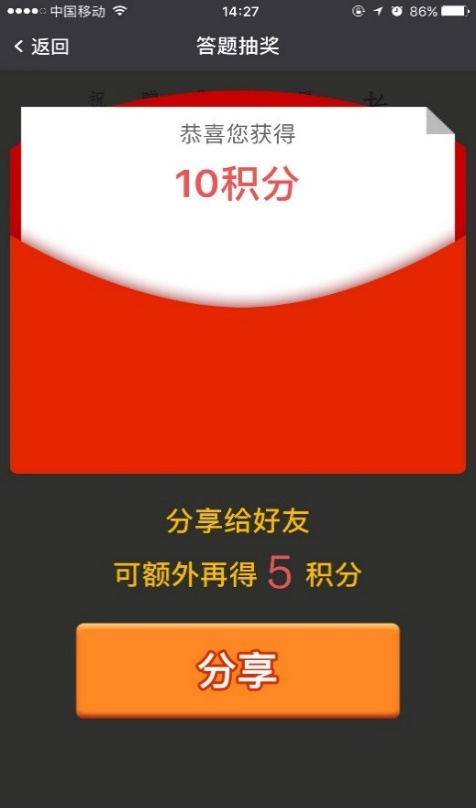 中国移动 14:27 86%
返回 答题抽奖
恭喜您获得
10积分
分享给好友
可额外再得 5 积分
分享